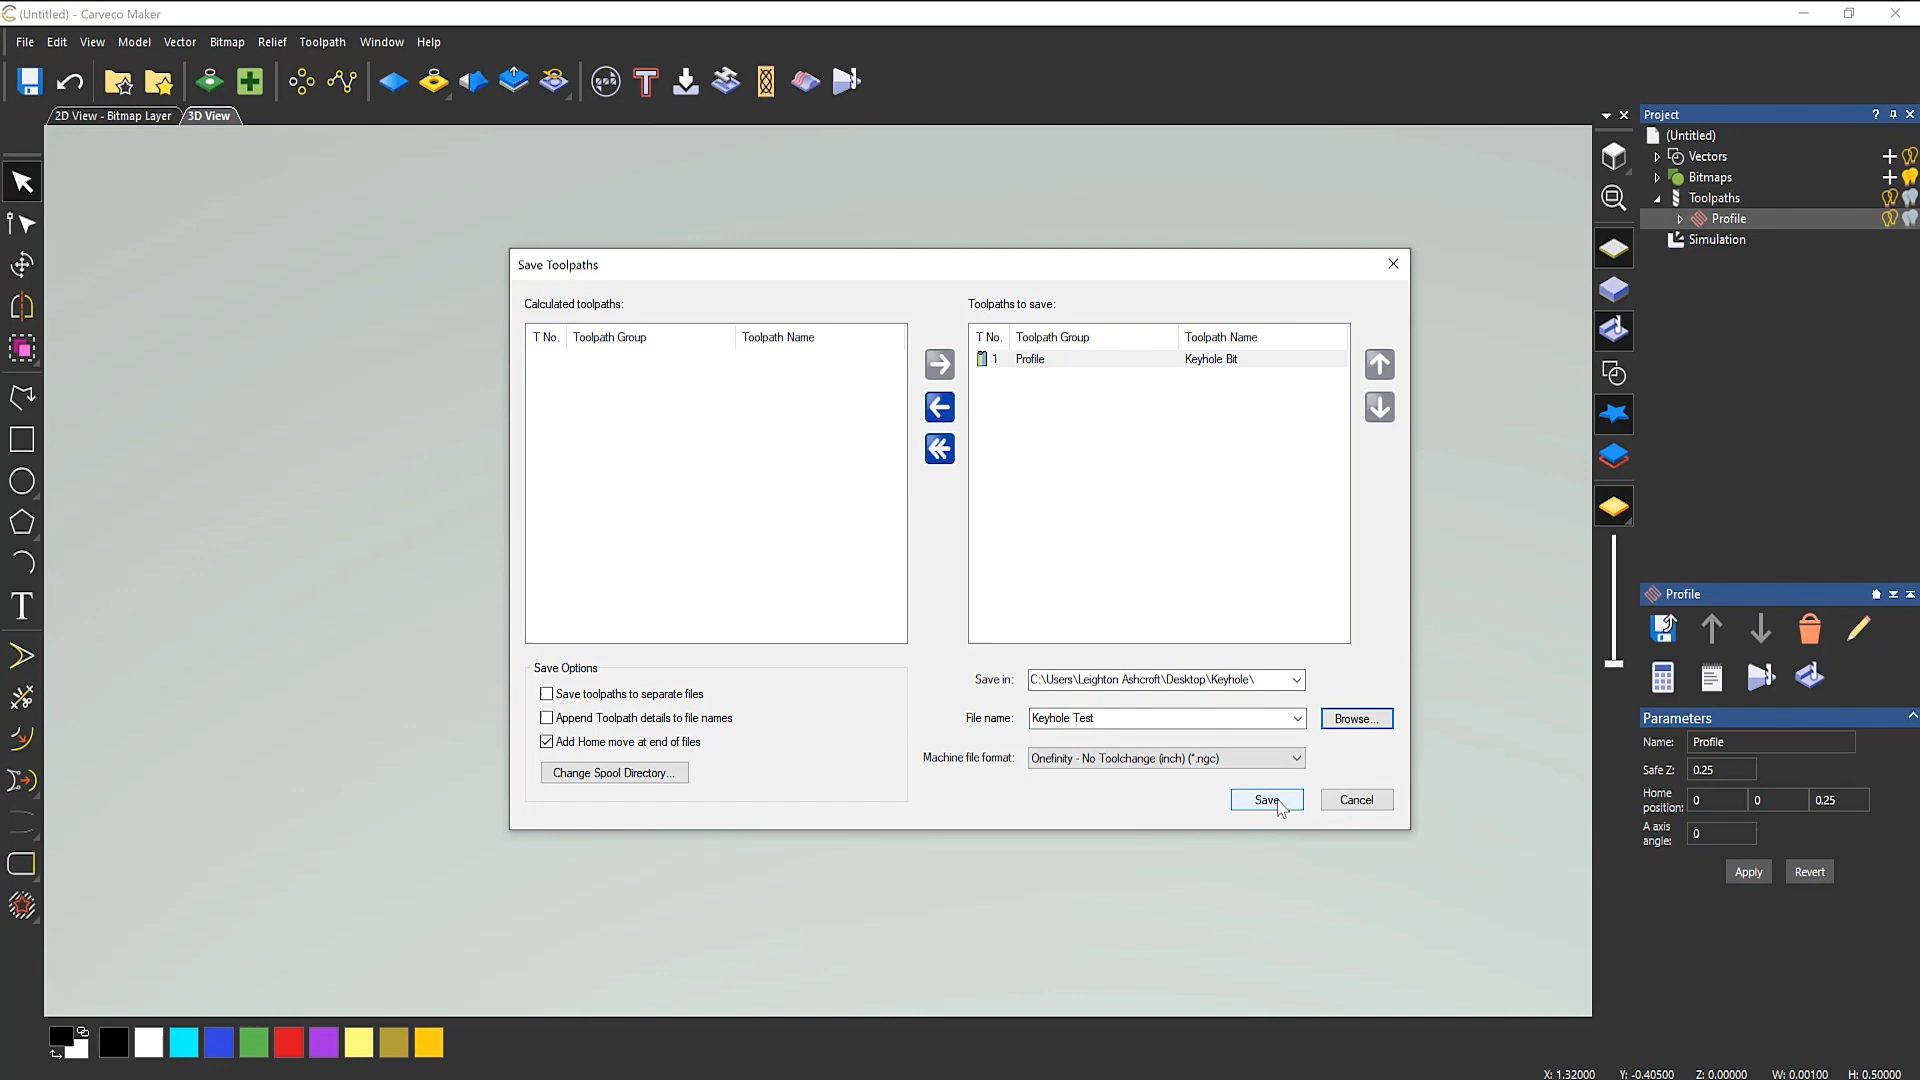 (Untitled) - Carveco Maker
File Edit View Model Vector Bitmap Relief Toolpath Window Help
2D View - Bitmap Layer 3D View
Project
(Untitled)
Vectors
Bitmaps
Toolpaths
Profile
Simulation
Save Toolpaths
Calculated toolpaths:
T No. Toolpath Group Toolpath Name
Toolpaths to save:
T No. Toolpath Group Toolpath Name
1 Profile Keyhole Bit
Save Options
Save toolpaths to separate files
Append Toolpath details to file names
Add Home move at end of files
Change Spool Directory...
Save in: C:\Users\Leighton Ashcroft\Desktop\Keyhole\
File name: Keyhole Test Browse...
Machine file format: Onefinity - No Toolchange (inch) (*.ngc)
Save Cancel
Profile
Parameters
Name: Profile
Safe Z: 0.25
Home position: 0 0 0.25
A axis angle: 0
Apply Revert
X: 1.32000 Y: -0.40500 Z: 0.00000 W: 0.00100 H: 0.50000